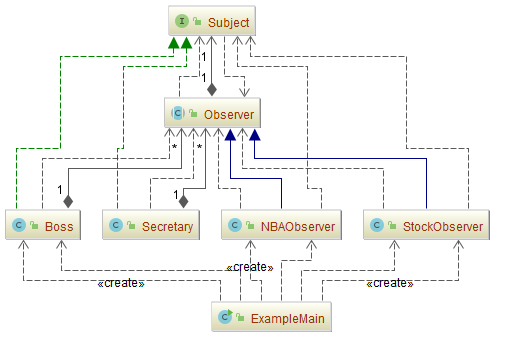 I Subject
1
1
C Observer
*
*
1
1
C Boss
C Secretary
C NBAObserver
C StockObserver
«create»
«create»
«create»
C ExampleMain